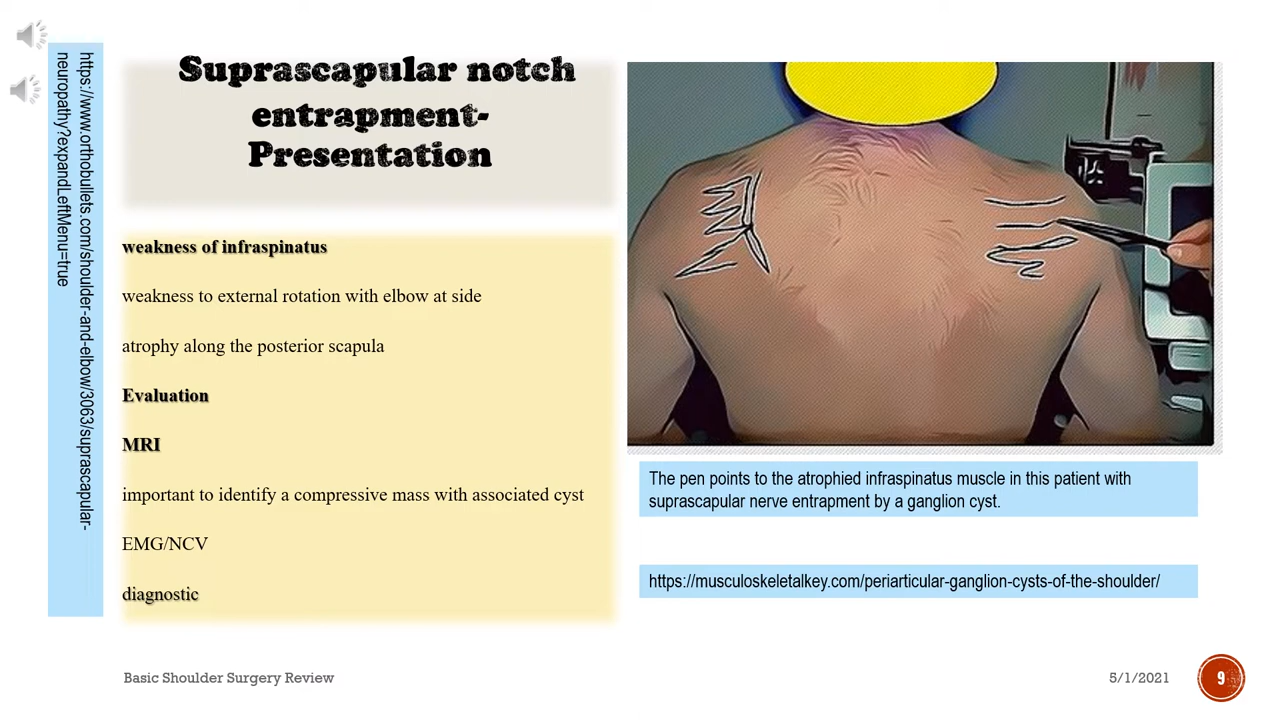 Suprascapular notch
entrapment-
Presentation
https://www.orthobullets.com/shoulder-and-elbow/3063/suprascapular-
neuropathy?expandLeftMenu=true
weakness of infraspinatus
weakness to external rotation with elbow at side
atrophy along the posterior scapula
Evaluation
MRI
important to identify a compressive mass with associated cyst
EMG/NCV
diagnostic
The pen points to the atrophied infraspinatus muscle in this patient with
suprascapular nerve entrapment by a ganglion cyst.
https://musculoskeletalkey.com/periarticular-ganglion-cysts-of-the-shoulder/
Basic Shoulder Surgery Review
5/1/2021
9